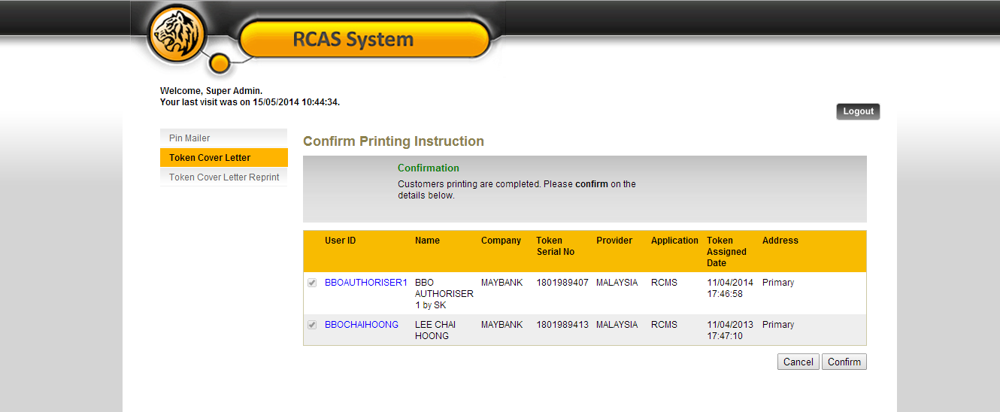 RCAS System
Welcome, Super Admin.
Your last visit was on 15/05/2014 10:44:34.
Logout
Pin Mailer
Token Cover Letter
Token Cover Letter Reprint
Confirm Printing Instruction
Confirmation
Customers printing are completed. Please confirm on the
details below.
User ID Name Company Token Provider Application Token Address
Serial No Assigned
Date
BBOAUTHORISER1 BBO MAYBANK 1801989407 MALAYSIA RCMS 11/04/2014 Primary
AUTHORISER 17:46:58
1 by SK
BBOCHAIHOONG LEE CHAI MAYBANK 1801989413 MALAYSIA RCMS 11/04/2013 Primary
HOONG 17:47:10
Cancel Confirm